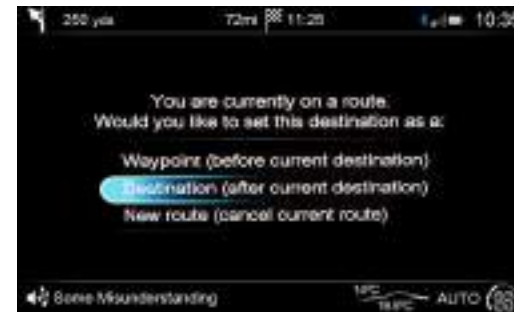 250 yds 72mi 11:25 10:35
You are currently on a route.
Would you like to set this destination as a:
Waypoint (before current destination)
Destination (after current destination)
New route (cancel current route)
Some Misunderstanding AUTO